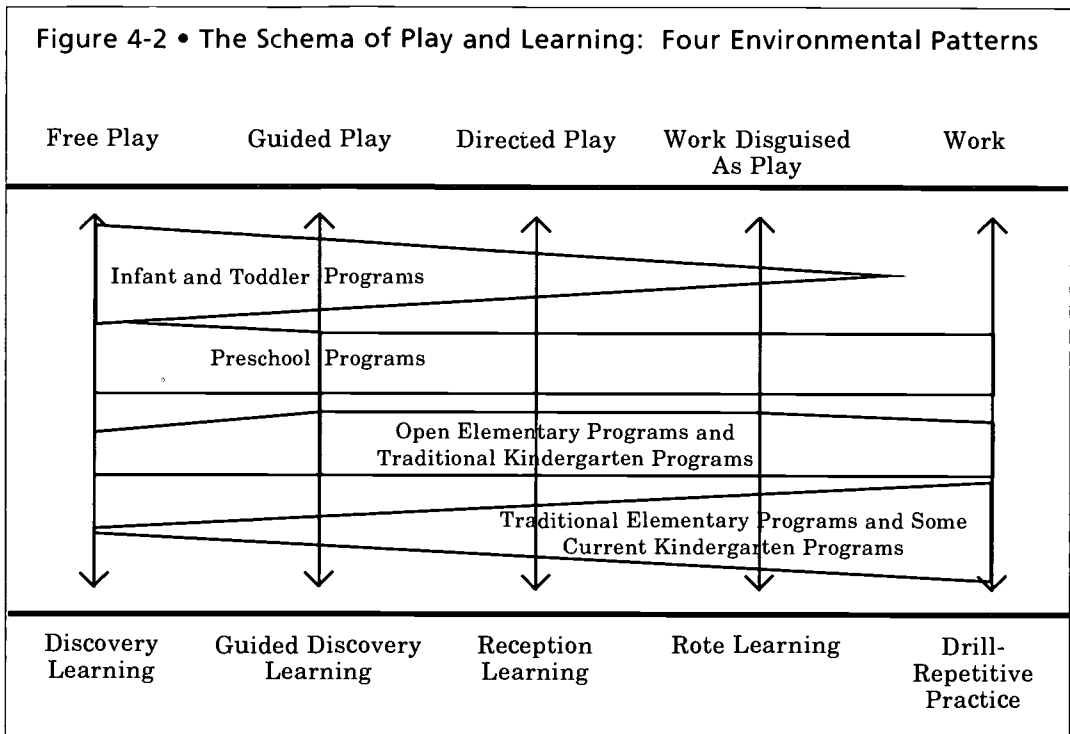 Figure 4-2 • The Schema of Play and Learning: Four Environmental Patterns
Free Play Guided Play Directed Play Work Disguised Work
As Play
Infant and Toddler Programs
Preschool Programs
Open Elementary Programs and
Traditional Kindergarten Programs
Traditional Elementary Programs and Some
Current Kindergarten Programs
Discovery Guided Discovery Reception Rote Learning Drill-
Learning Learning Learning Repetitive
Practice